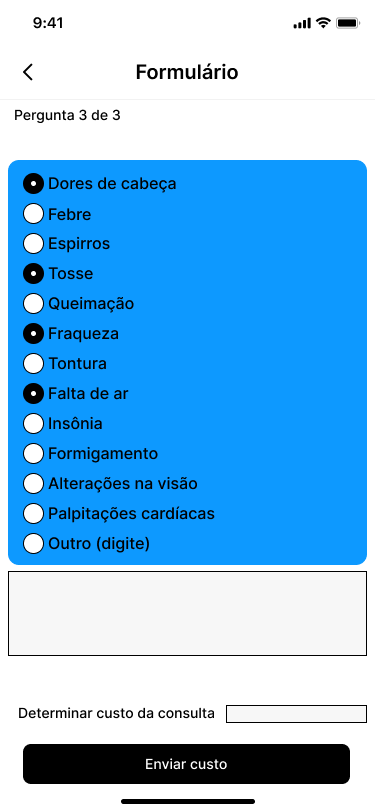 9:41
Formulário
Pergunta 3 de 3
Dores de cabeça
Febre
Espirros
Tosse
Queimação
Fraqueza
Tontura
Falta de ar
Insônia
Formigamento
Alterações na visão
Palpitações cardíacas
Outro (digite)
Determinar custo da consulta
Enviar custo